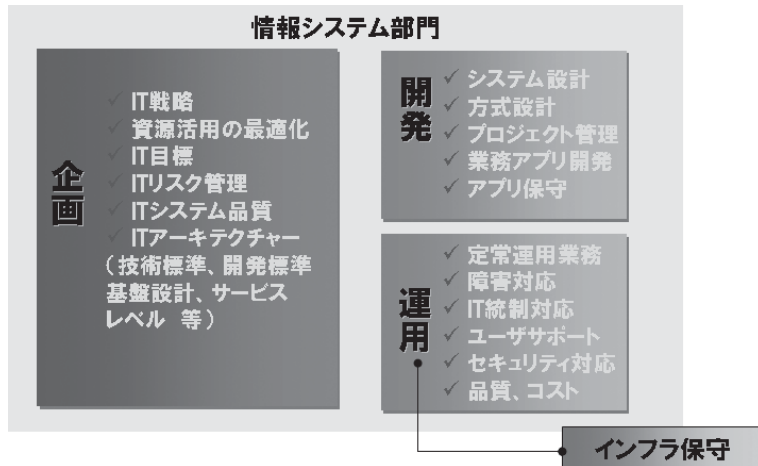 情報システム部門
企画
✓ IT戦略
✓ 資源活用の最適化
✓ IT目標
✓ ITリスク管理
✓ ITシステム品質
✓ ITアーキテクチャー
（技術標準、開発標準
基盤設計、サービス
レベル 等）
開発
✓ システム設計
✓ 方式設計
✓ プロジェクト管理
✓ 業務アプリ開発
✓ アプリ保守
運用
✓ 定常運用業務
✓ 障害対応
✓ IT統制対応
✓ ユーザサポート
✓ セキュリティ対応
✓ 品質、コスト
インフラ保守